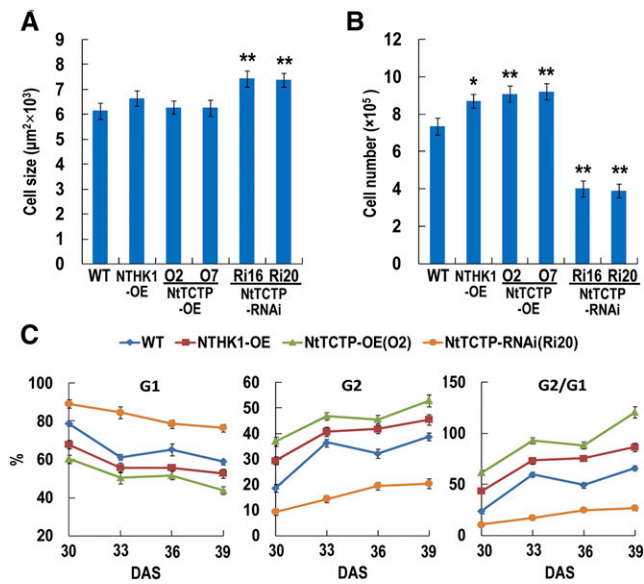 A
9
8
7
6
5
4
3
2
1
0
Cell size (μm²×10³)
** **
WT NTHK1 -OE O2 O7 Ri16 Ri20
NtTCTP -OE NtTCTP -RNAi
B
12
10
8
6
4
2
0
Cell number (×10⁵)
* ** ** ** **
WT NTHK1 -OE O2 O7 Ri16 Ri20
NtTCTP -OE NtTCTP -RNAi
C
WT NTHK1-OE NtTCTP-OE(O2) NtTCTP-RNAi(Ri20)
G1
100
80
60
40
20
%
30 33 36 39
DAS
G2
60
50
40
30
20
10
0
30 33 36 39
DAS
G2/G1
150
100
50
0
30 33 36 39
DAS